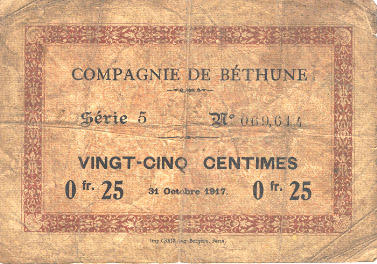 COMPAGNIE DE BÉTHUNE
Série 5 Nº 069,614
VINGT-CINQ CENTIMES
0 fr. 25 31 Octobre 1917. 0 fr. 25